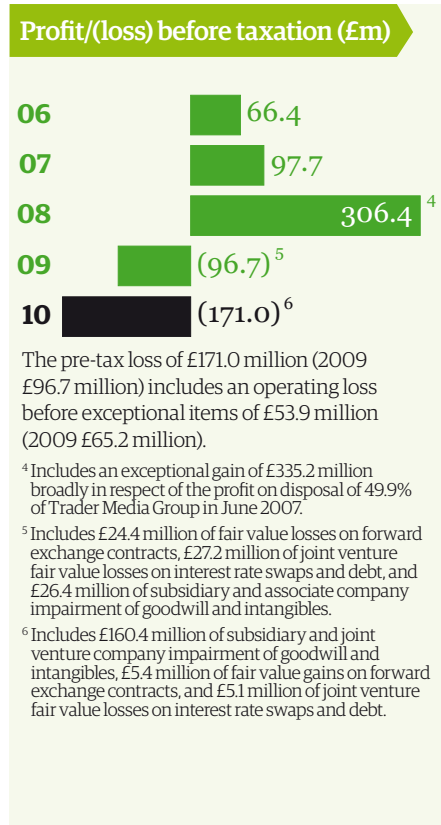 Profit/(loss) before taxation (£m)
06 66.4
07 97.7
08 306.4 4
09 (96.7) 5
10 (171.0) 6
The pre-tax loss of £171.0 million (2009
£96.7 million) includes an operating loss
before exceptional items of £53.9 million
(2009 £65.2 million).
4 Includes an exceptional gain of £335.2 million
broadly in respect of the profit on disposal of 49.9%
of Trader Media Group in June 2007.
5 Includes £24.4 million of fair value losses on forward
exchange contracts, £27.2 million of joint venture
fair value losses on interest rate swaps and debt, and
£26.4 million of subsidiary and associate company
impairment of goodwill and intangibles.
6 Includes £160.4 million of subsidiary and joint
venture company impairment of goodwill and
intangibles, £5.4 million of fair value gains on forward
exchange contracts, and £5.1 million of joint venture
fair value losses on interest rate swaps and debt.